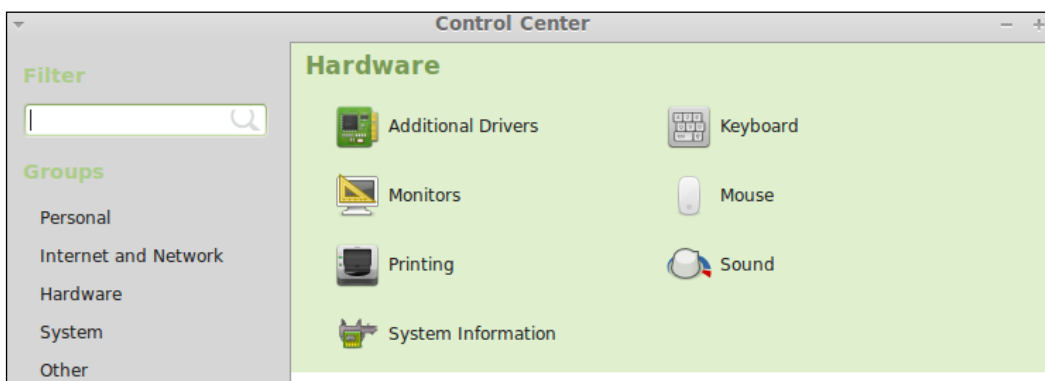 Control Center
Filter
Groups
Personal
Internet and Network
Hardware
System
Other
Hardware
Additional Drivers
Keyboard
Monitors
Mouse
Printing
Sound
System Information